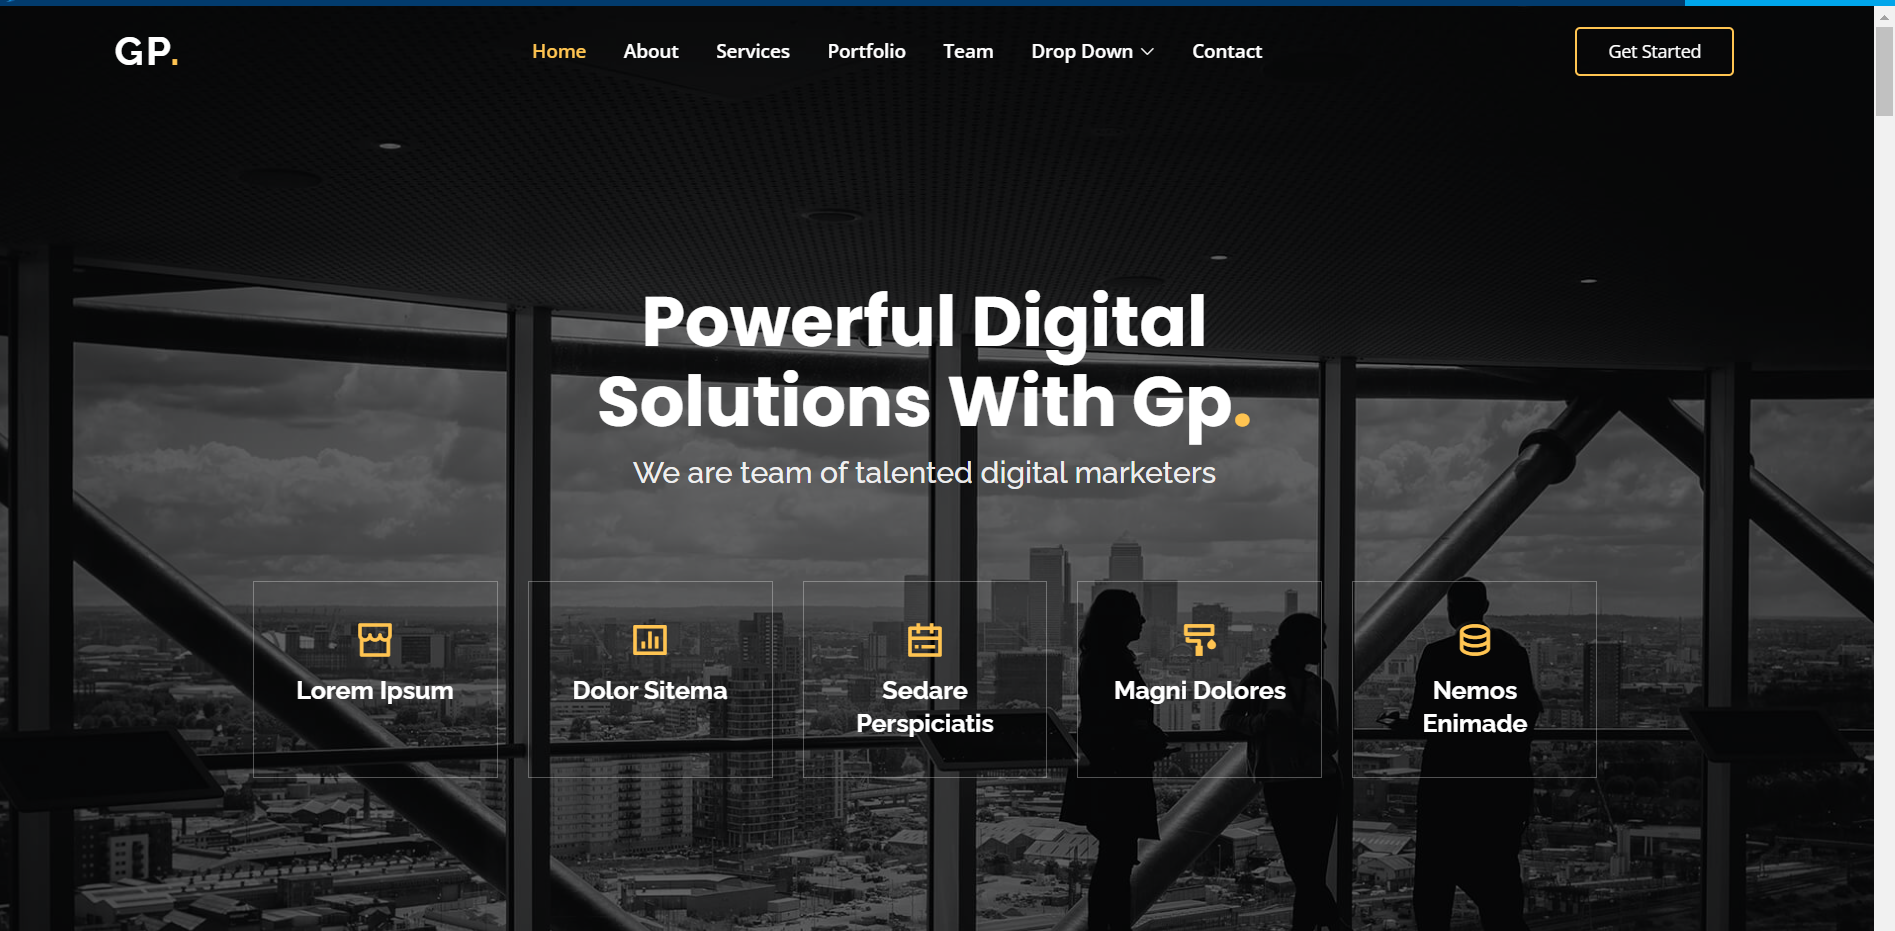 GP.
Home About Services Portfolio Team Drop Down Contact
Get Started
Powerful Digital
Solutions With Gp.
We are team of talented digital marketers
Lorem Ipsum
Dolor Sitema
Sedare
Perspiciatis
Magni Dolores
Nemos
Enimade